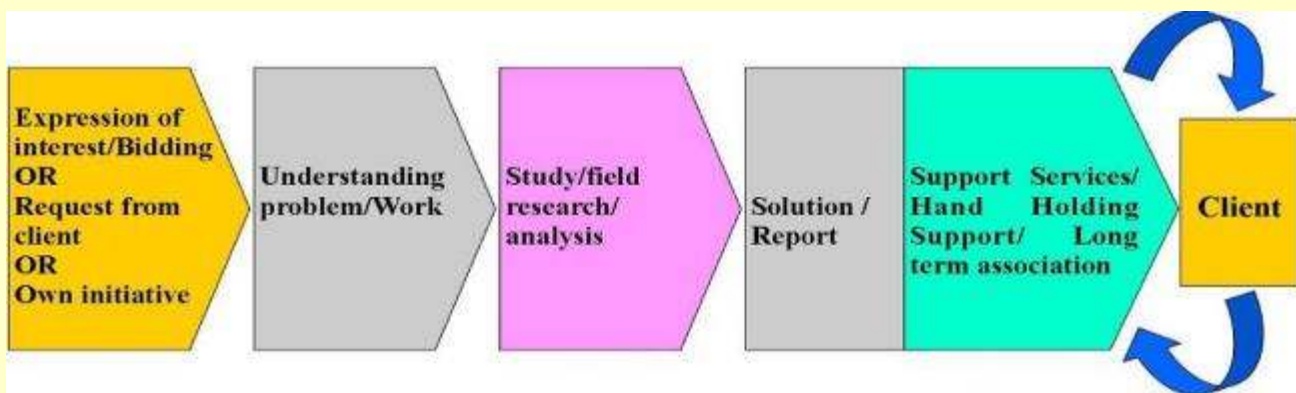 Expression of
interest/Bidding
OR
Request from
client
OR
Own initiative
Understanding
problem/Work
Study/field
research/
analysis
Solution /
Report
Support Services/
Hand Holding
Support/ Long
term association
Client